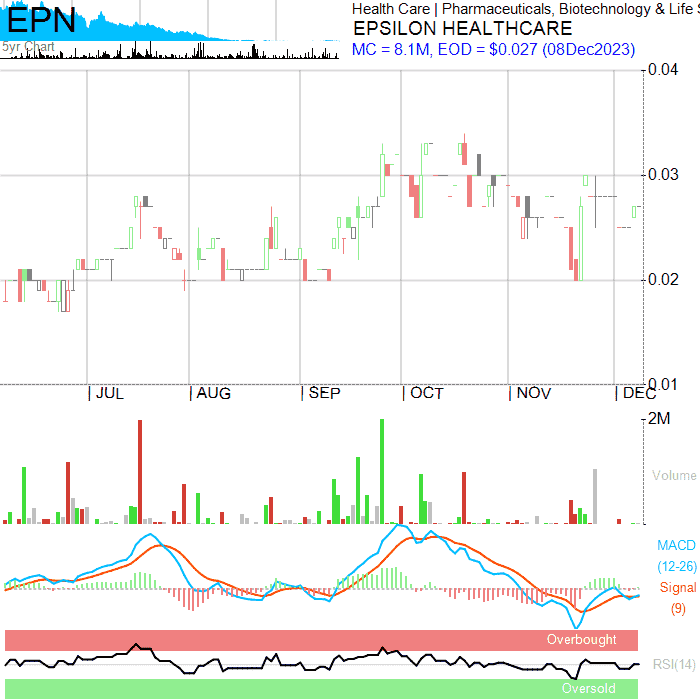 EPN
5yr Chart
Health Care | Pharmaceuticals, Biotechnology & Life S
EPSILON HEALTHCARE
MC = 8.1M, EOD = $0.027 (08Dec2023)
0.04
0.03
0.02
0.01
JUL AUG SEP OCT NOV DEC
2M
Volume
MACD
(12-26)
Signal
(9)
Overbought
RSI(14)
Oversold